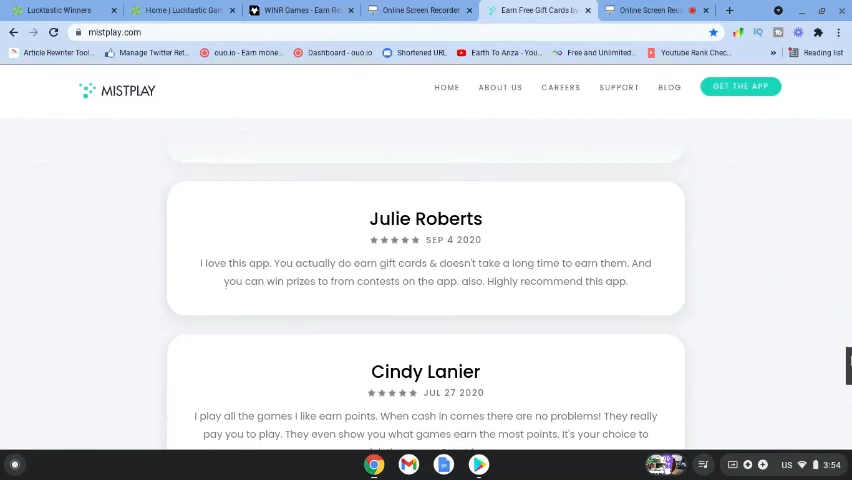 Lucktastic Winners
Home | Lucktastic Gam
WINR Games - Earn Re
Online Screen Recorder
Earn Free Gift Cards by
Online Screen Reco
mistplay.com
Article Rewriter Tool...
Manage Twitter Ret...
ouo.io - Earn mone...
Dashboard - ouo.io
Shortened URL
Earth To Anza - You...
Free and Unlimited...
Youtube Rank Chec...
»
Reading list
MISTPLAY
HOME
ABOUT US
CAREERS
SUPPORT
BLOG
GET THE APP
Julie Roberts
SEP 4 2020
I love this app. You actually do earn gift cards & doesn't take a long time to earn them. And
you can win prizes to from contests on the app. also. Highly recommend this app.
Cindy Lanier
JUL 27 2020
I play all the games I like earn points. When cash in comes there are no problems! They really
pay you to play. They even show you what games earn the most points. It's your choice to
US
3:54